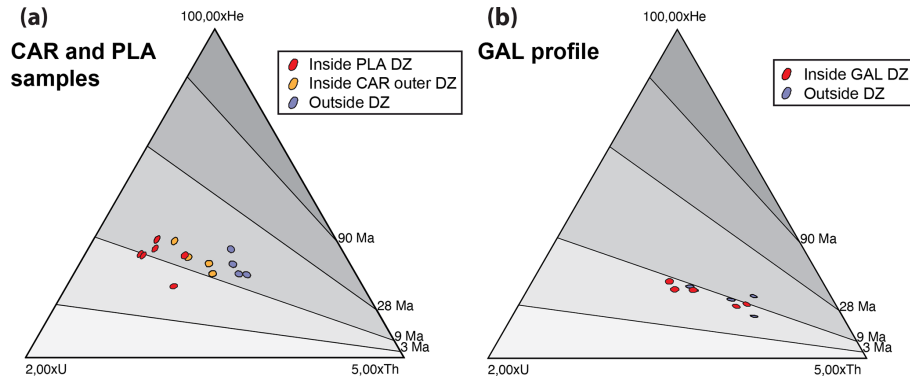 (a)
CAR and PLA
samples
100,00xHe
Inside PLA DZ
Inside CAR outer DZ
Outside DZ
90 Ma
28 Ma
9 Ma
3 Ma
2,00xU
5,00xTh
(b)
GAL profile
100,00xHe
Inside GAL DZ
Outside DZ
90 Ma
28 Ma
9 Ma
3 Ma
2,00xU
5,00xTh